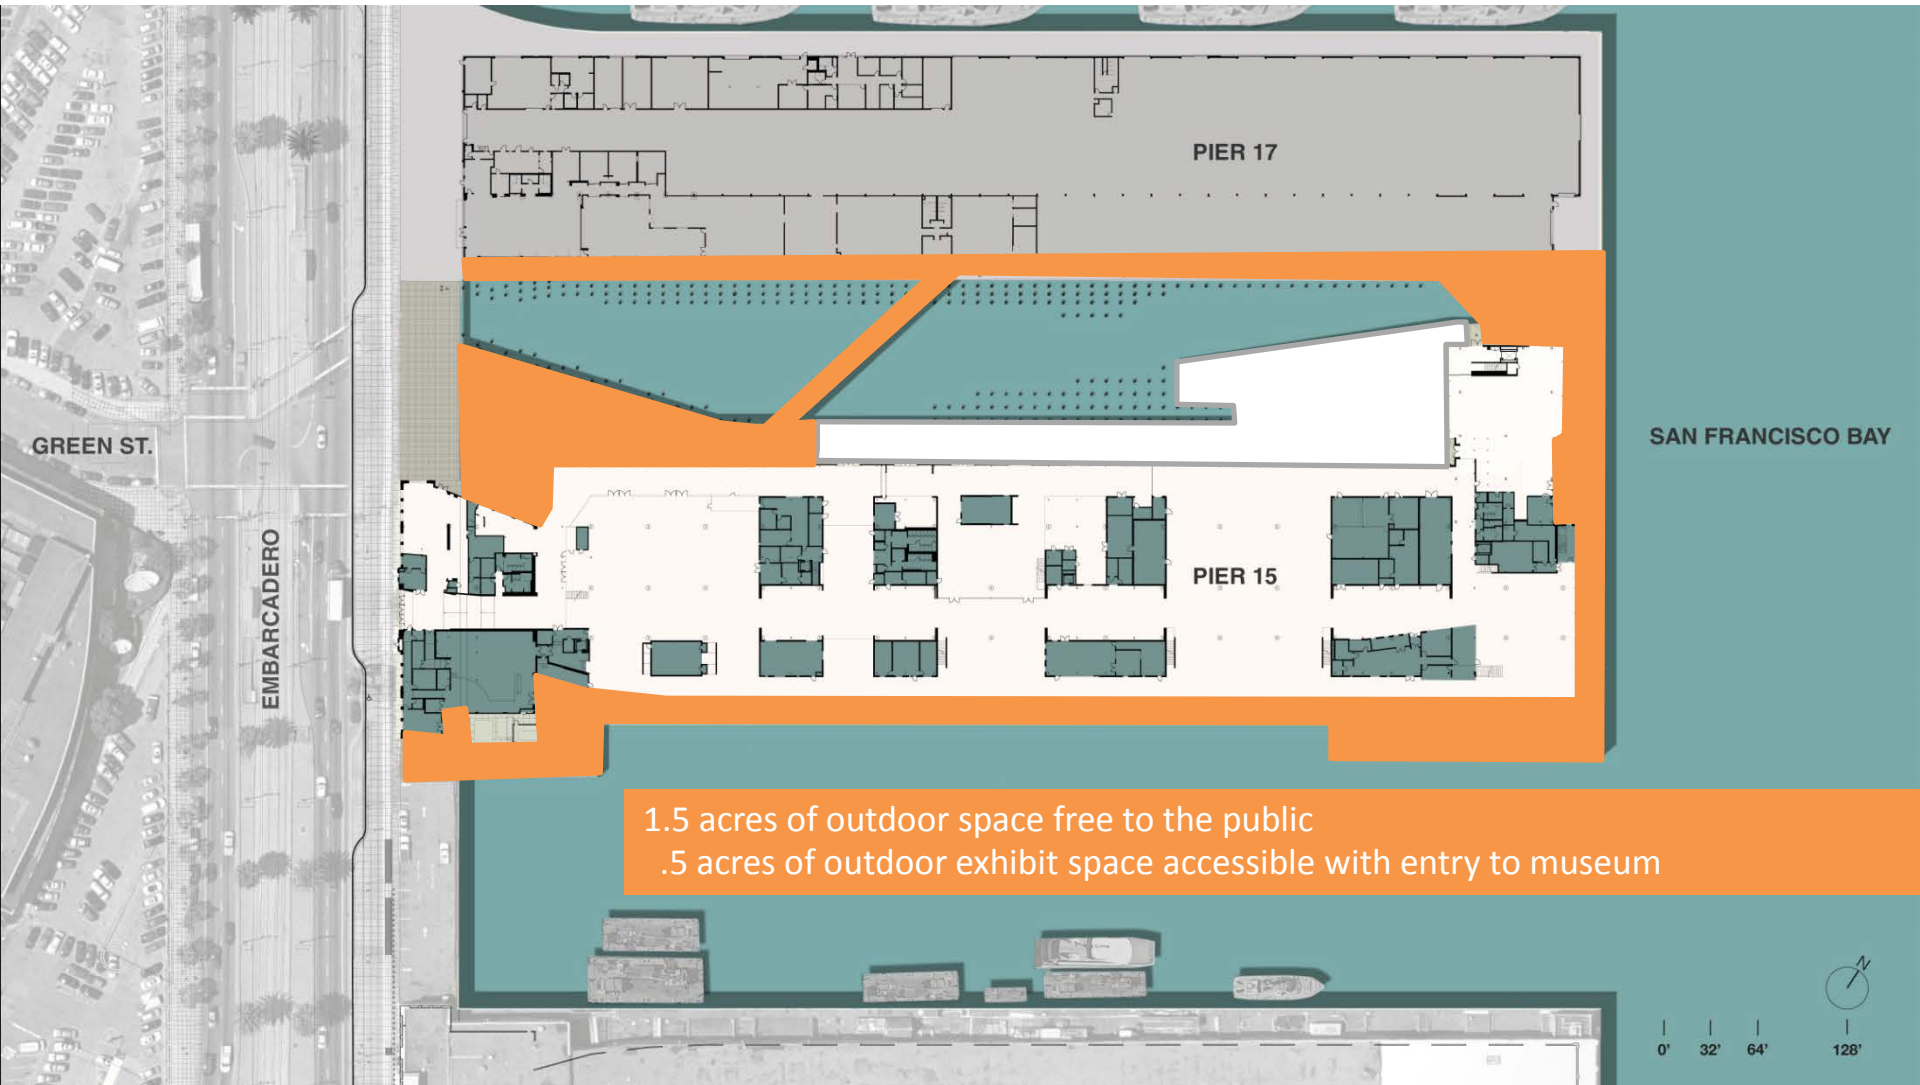 PIER 17
GREEN ST.
SAN FRANCISCO BAY
EMBARCADERO
PIER 15
1.5 acres of outdoor space free to the public
.5 acres of outdoor exhibit space accessible with entry to museum
N
0' 32' 64' 128'